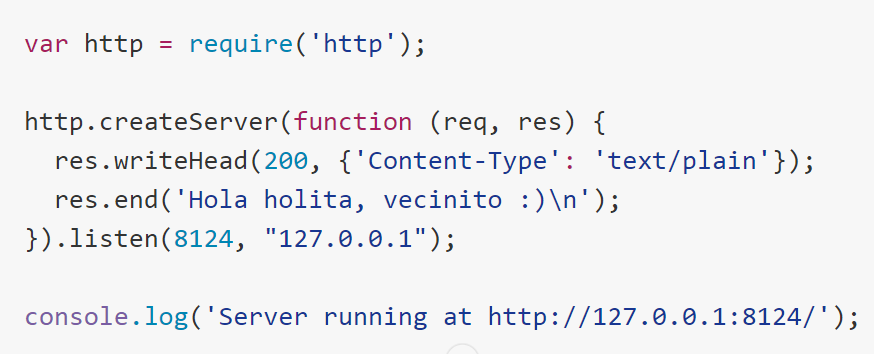 var http = require('http');
http.createServer(function (req, res) {
  res.writeHead(200, {'Content-Type': 'text/plain'});
  res.end('Hola holita, vecinito :)\n');
}).listen(8124, "127.0.0.1");
console.log('Server running at http://127.0.0.1:8124/');